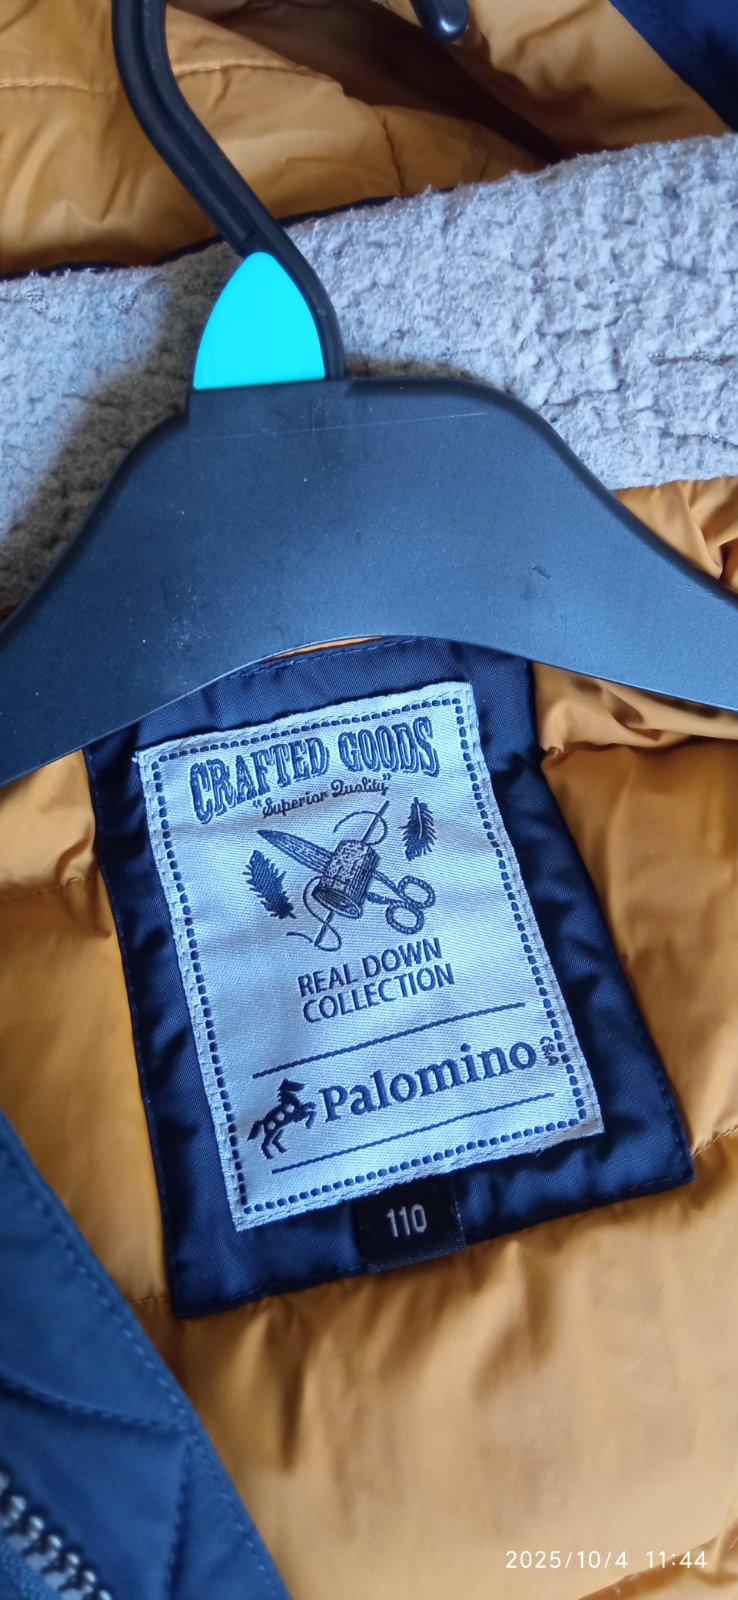 CRAFTED GOODS
"Superior Quality"
REAL DOWN
COLLECTION
Palomino
110
2025/10/4 11:44